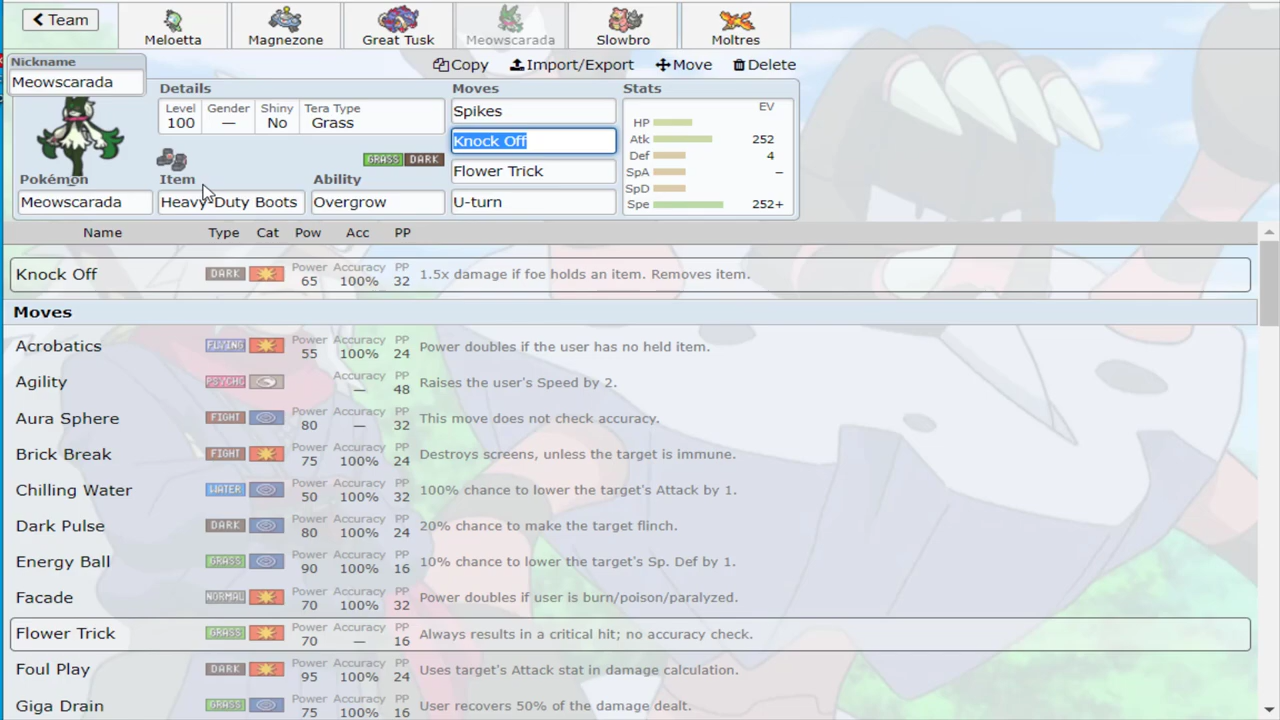 Team
Meloetta
Magnezone
Great Tusk
Meowscarada
Slowbro
Moltres
Nickname
Meowscarada
Copy
Import/Export
Move
Delete
Details
Moves
Stats
Level
Gender
Shiny
Tera Type
100
—
No
Grass
GRASS DARK
Pokémon
Item
Ability
Meowscarada
Heavy-Duty Boots
Overgrow
Spikes
Knock Off
Flower Trick
U-turn
EV
HP
Atk 252
Def 4
SpA –
SpD
Spe 252+
Name Type Cat Pow Acc PP
Knock Off DARK Power 65 Accuracy 100% PP 32 1.5x damage if foe holds an item. Removes item.
Moves
Acrobatics FLYING Power 55 Accuracy 100% PP 24 Power doubles if the user has no held item.
Agility PSYCHC Accuracy — PP 48 Raises the user's Speed by 2.
Aura Sphere FIGHT Power 80 Accuracy — PP 32 This move does not check accuracy.
Brick Break FIGHT Power 75 Accuracy 100% PP 24 Destroys screens, unless the target is immune.
Chilling Water WATER Power 50 Accuracy 100% PP 32 100% chance to lower the target's Attack by 1.
Dark Pulse DARK Power 80 Accuracy 100% PP 24 20% chance to make the target flinch.
Energy Ball GRASS Power 90 Accuracy 100% PP 16 10% chance to lower the target's Sp. Def by 1.
Facade NORMAL Power 70 Accuracy 100% PP 32 Power doubles if user is burn/poison/paralyzed.
Flower Trick GRASS Power 70 Accuracy — PP 16 Always results in a critical hit; no accuracy check.
Foul Play DARK Power 95 Accuracy 100% PP 24 Uses target's Attack stat in damage calculation.
Giga Drain GRASS Power 75 Accuracy 100% PP 16 User recovers 50% of the damage dealt.